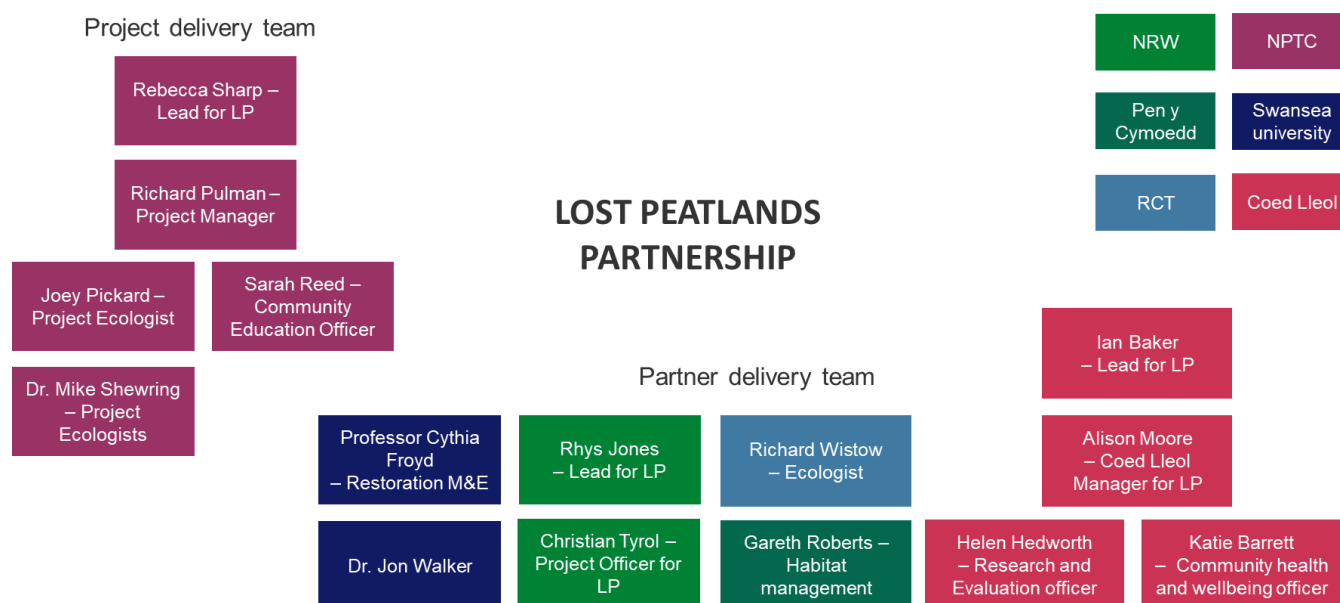 Project delivery team
Rebecca Sharp –
Lead for LP
Richard Pulman –
Project Manager
Joey Pickard –
Project Ecologist
Sarah Reed –
Community
Education Officer
Dr. Mike Shewring
– Project
Ecologists
LOST PEATLANDS
PARTNERSHIP
NRW
NPTC
Pen y
Cymoedd
Swansea
university
RCT
Coed Lleol
Partner delivery team
Professor Cythia
Froyd
– Restoration M&E
Dr. Jon Walker
Rhys Jones
– Lead for LP
Christian Tyrol –
Project Officer for
LP
Richard Wistow
– Ecologist
Gareth Roberts –
Habitat
management
Ian Baker
– Lead for LP
Alison Moore
– Coed Lleol
Manager for LP
Helen Hedworth
– Research and
Evaluation officer
Katie Barrett
– Community health
and wellbeing officer